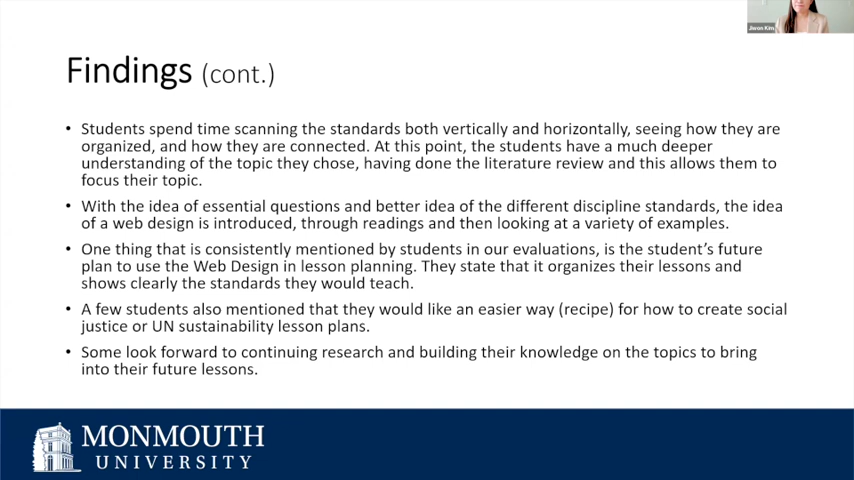 Jiwon Kim
Findings (cont.)
• Students spend time scanning the standards both vertically and horizontally, seeing how they are
organized, and how they are connected. At this point, the students have a much deeper
understanding of the topic they chose, having done the literature review and this allows them to
focus their topic.
• With the idea of essential questions and better idea of the different discipline standards, the idea
of a web design is introduced, through readings and then looking at a variety of examples.
• One thing that is consistently mentioned by students in our evaluations, is the student's future
plan to use the Web Design in lesson planning. They state that it organizes their lessons and
shows clearly the standards they would teach.
• A few students also mentioned that they would like an easier way (recipe) for how to create social
justice or UN sustainability lesson plans.
• Some look forward to continuing research and building their knowledge on the topics to bring
into their future lessons.
MONMOUTH
UNIVERSITY